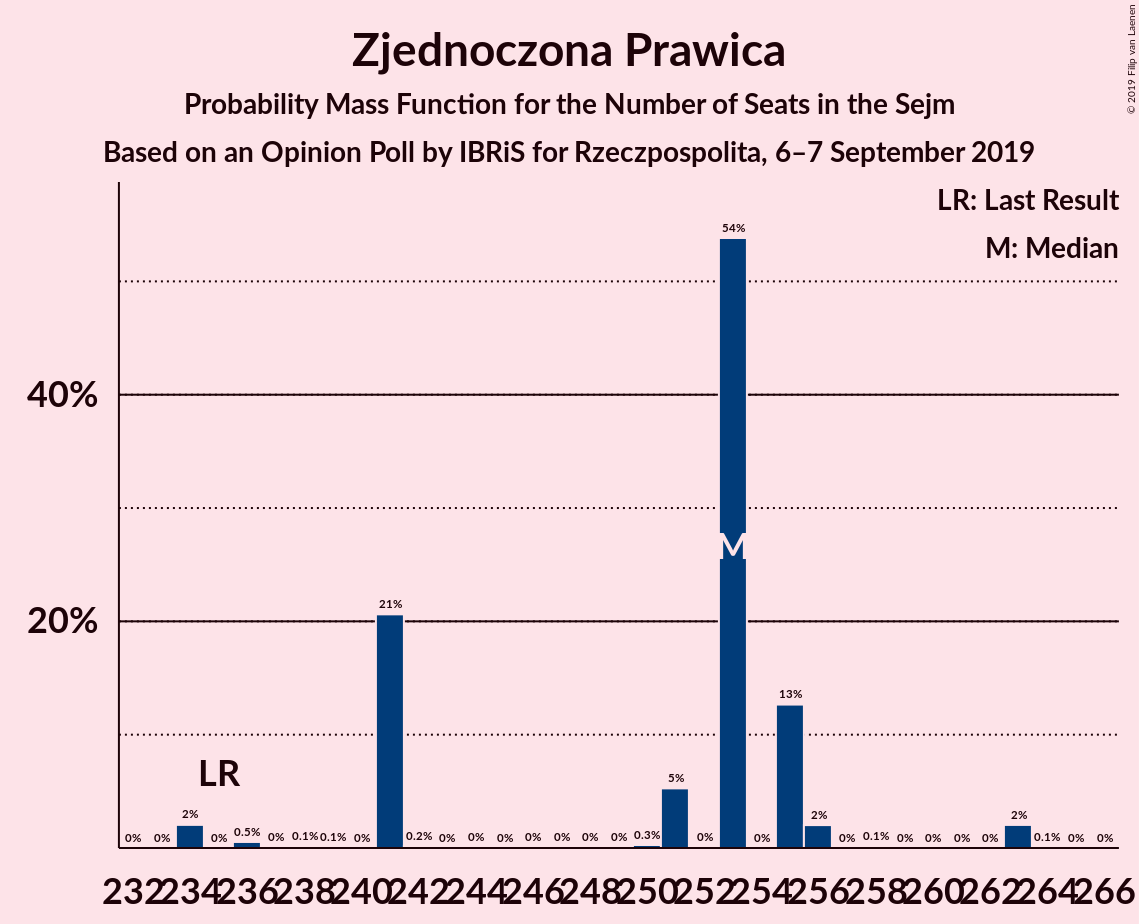 © 2019 Filip van Laenen
Zjednoczona Prawica
Probability Mass Function for the Number of Seats in the Sejm
Based on an Opinion Poll by IBRiS for Rzeczpospolita, 6–7 September 2019
LR: Last Result
M: Median
54%
40%
M
21%
20%
13%
LR
5%
0% 0% 2% 0% 0.5% 0% 0.1% 0.1% 0% 0.2% 0% 0% 0% 0% 0% 0% 0% 0.3% 0% 0% 2% 0% 0.1% 0% 0% 0% 0% 2% 0.1% 0% 0%
232 234 236 238 240 242 244 246 248 250 252 254 256 258 260 262 264 266